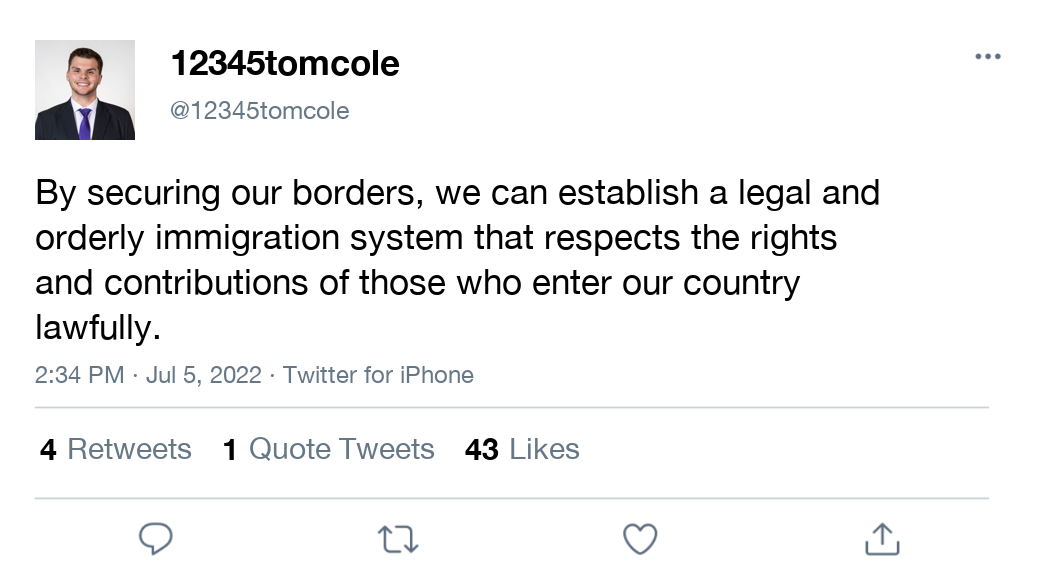 12345tomcole
@12345tomcole
By securing our borders, we can establish a legal and
orderly immigration system that respects the rights
and contributions of those who enter our country
lawfully.
2:34 PM · Jul 5, 2022 · Twitter for iPhone
4 Retweets 1 Quote Tweets 43 Likes